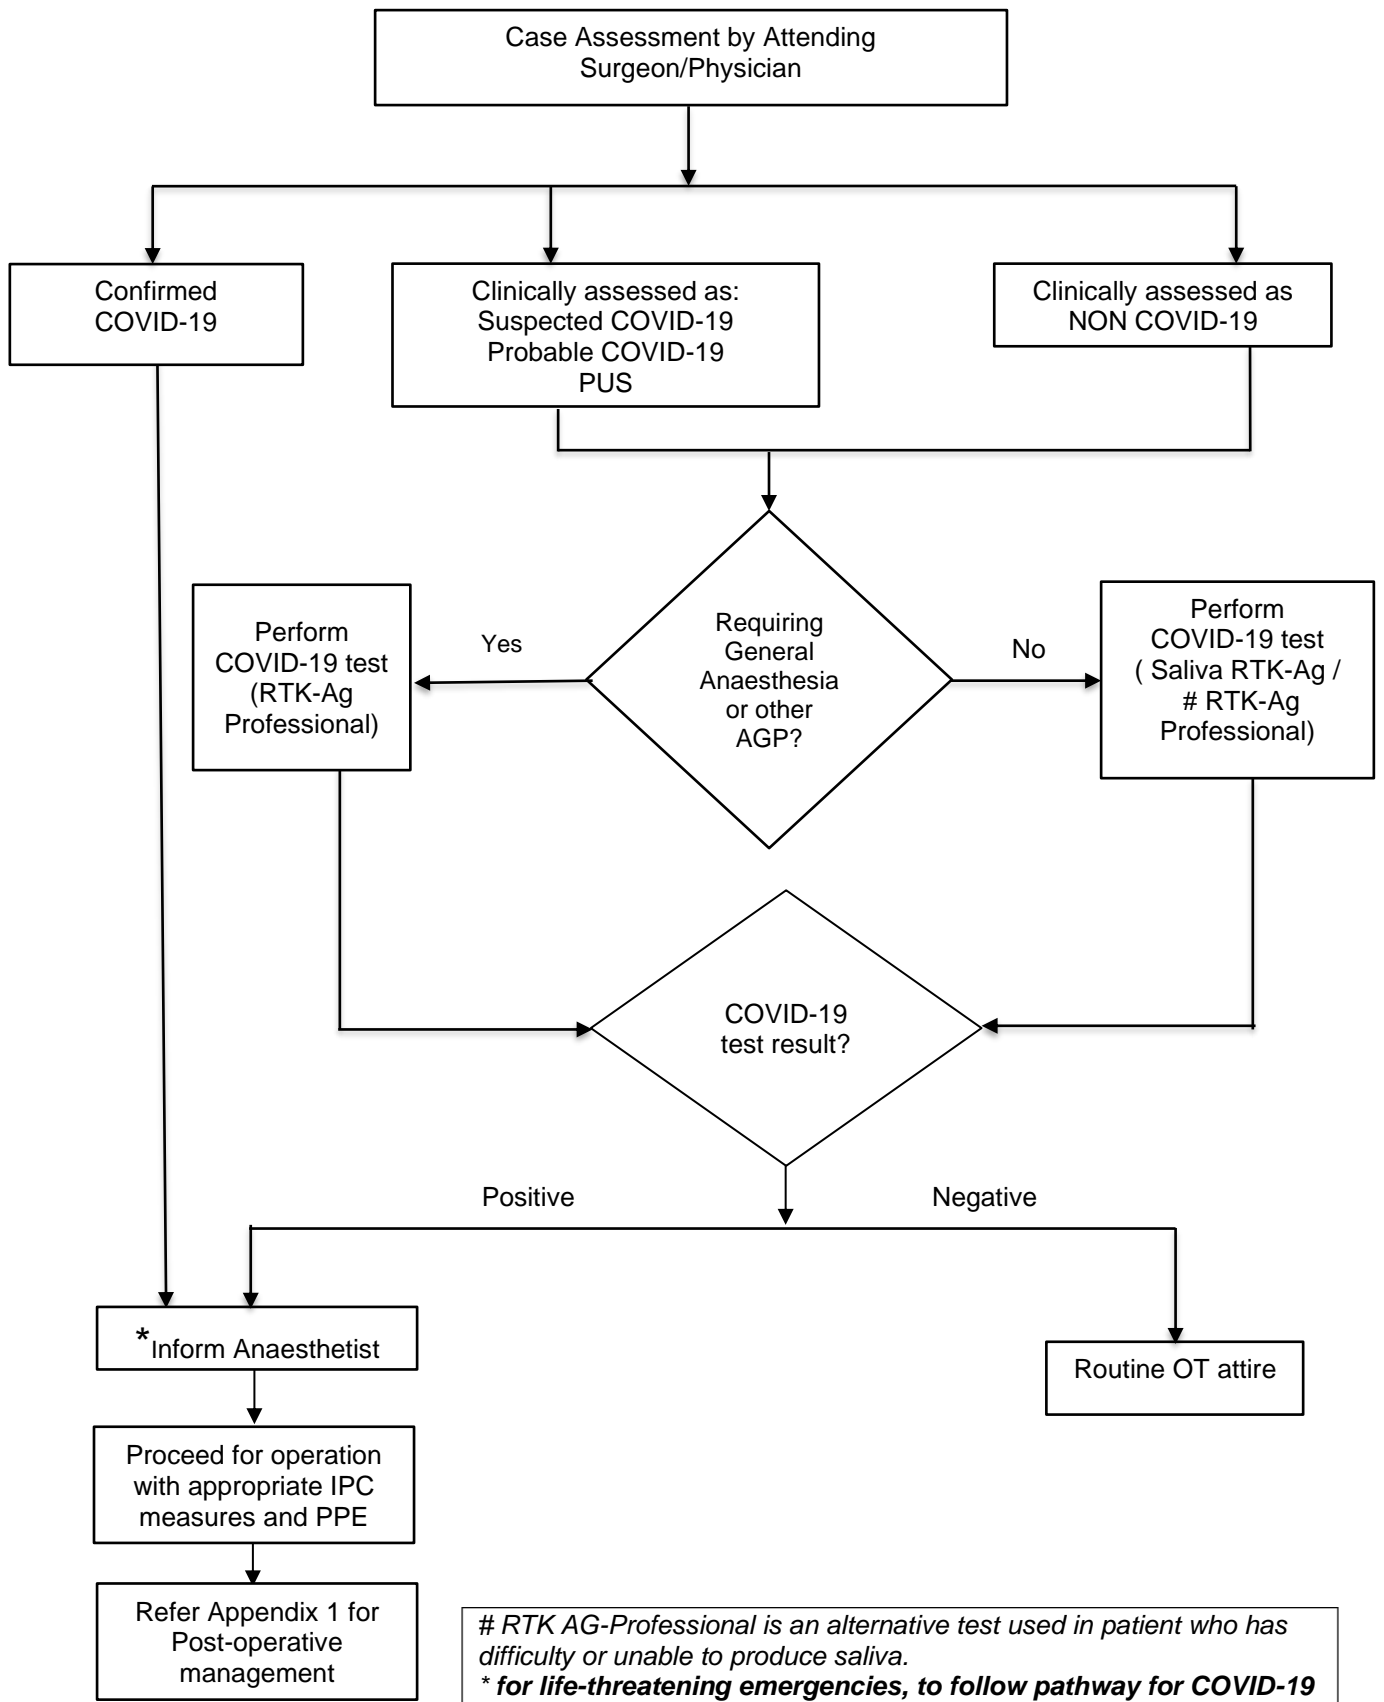 Case Assessment by Attending
Surgeon/Physician
Confirmed
COVID-19
Clinically assessed as:
Suspected COVID-19
Probable COVID-19
PUS
Clinically assessed as
NON COVID-19
Perform
COVID-19 test
(RTK-Ag
Professional)
Yes
Requiring
General
Anaesthesia
or other
AGP?
No
Perform
COVID-19 test
( Saliva RTK-Ag /
# RTK-Ag
Professional)
COVID-19
test result?
Positive
Negative
*Inform Anaesthetist
Routine OT attire
Proceed for operation
with appropriate IPC
measures and PPE
Refer Appendix 1 for
Post-operative
management
# RTK AG-Professional is an alternative test used in patient who has
difficulty or unable to produce saliva.
* for life-threatening emergencies, to follow pathway for COVID-19